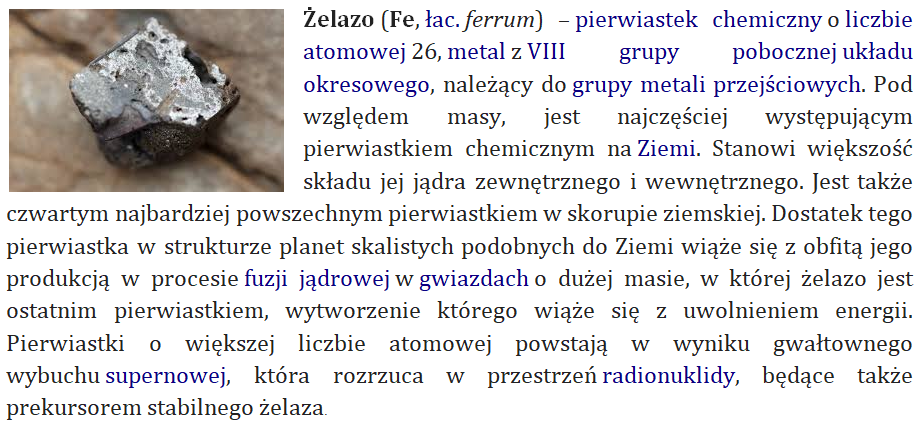 Żelazo (Fe, łac. ferrum) – pierwiastek chemiczny o liczbie
atomowej 26, metal z VIII grupy pobocznej układu
okresowego, należący do grupy metali przejściowych. Pod
względem masy, jest najczęściej występującym
pierwiastkiem chemicznym na Ziemi. Stanowi większość
składu jej jądra zewnętrznego i wewnętrznego. Jest także
czwartym najbardziej powszechnym pierwiastkiem w skorupie ziemskiej. Dostatek tego
pierwiastka w strukturze planet skalistych podobnych do Ziemi wiąże się z obfitą jego
produkcją w procesie fuzji jądrowej w gwiazdach o dużej masie, w której żelazo jest
ostatnim pierwiastkiem, wytworzenie którego wiąże się z uwolnieniem energii.
Pierwiastki o większej liczbie atomowej powstają w wyniku gwałtownego
wybuchu supernowej, która rozrzuca w przestrzeń radionuklidy, będące także
prekursorem stabilnego żelaza.